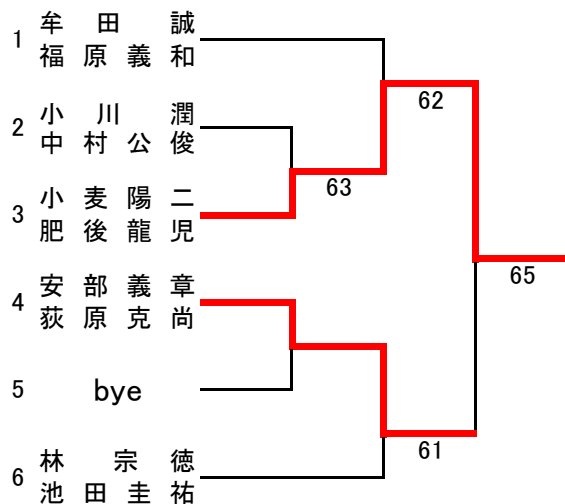 1 牟田誠
福原義和
2 小川潤
中村公俊
3 小麦陽二
肥後龍児
4 安部義章
荻原克尚
5 bye
6 林宗徳
池田圭祐
62
63
65
61